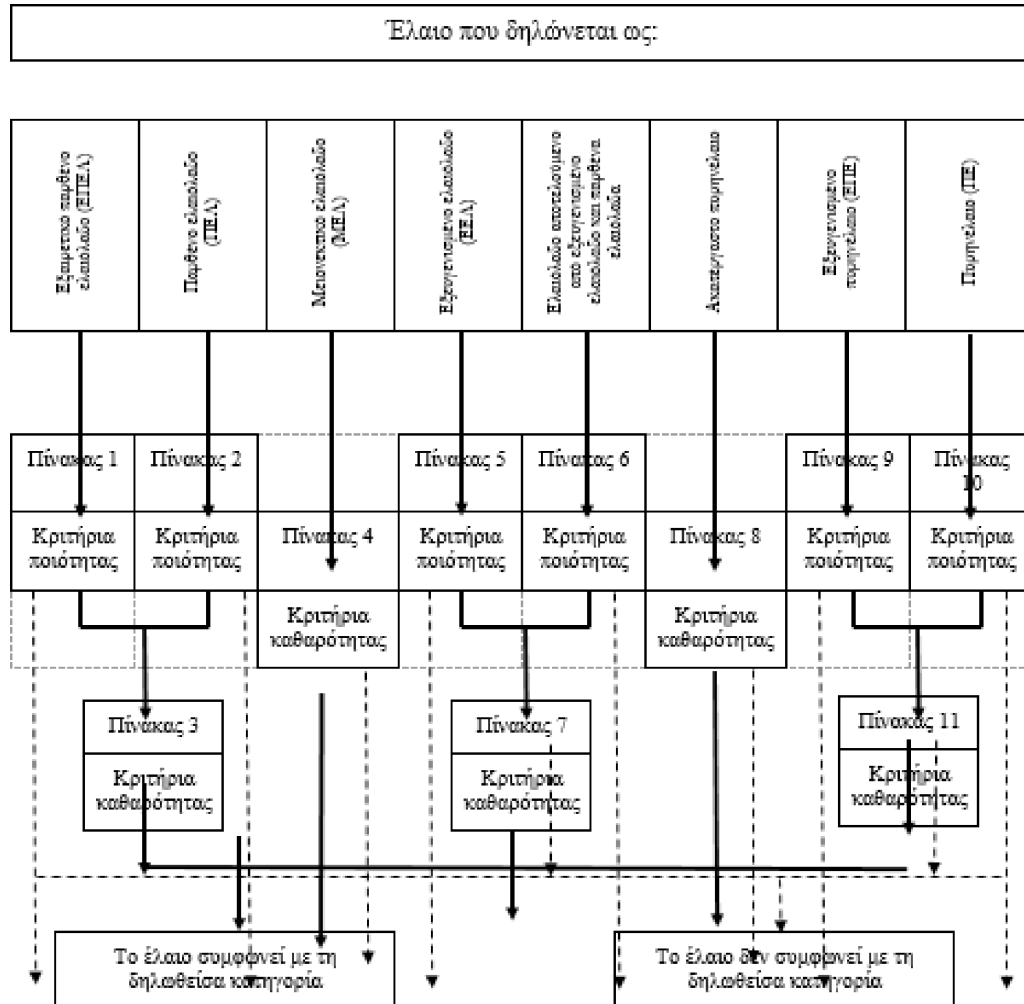 Έλαιο που δηλώνεται ως:
Εξαιρετικό παρθένο
ελαιόλαδο (ΕΠΕΛ)
Παρθένο ελαιόλαδο
(ΠΕΛ)
Μειονεκτικό ελαιόλαδο
(ΜΕΛ)
Εξευγενισμένο ελαιόλαδο
(ΕΕΛ)
Ελαιόλαδο αποτελούμενο
από εξευγενισμένο
ελαιόλαδο και παρθένα
ελαιόλαδα
Ακατέργαστο πυρηνέλαιο
Εξευγενισμένο
πυρηνέλαιο (ΕΠΕ)
Πυρηνέλαιο (ΠΕ)
Πίνακας 1
Πίνακας 2
Πίνακας 5
Πίνακας 6
Πίνακας 9
Πίνακας
10
Κριτήρια
ποιότητας
Κριτήρια
ποιότητας
Πίνακας 4
Κριτήρια
ποιότητας
Κριτήρια
ποιότητας
Πίνακας 8
Κριτήρια
ποιότητας
Κριτήρια
ποιότητας
Κριτήρια
καθαρότητας
Κριτήρια
καθαρότητας
Πίνακας 3
Κριτήρια
καθαρότητας
Πίνακας 7
Κριτήρια
καθαρότητας
Πίνακας 11
Κριτήρια
καθαρότητας
Το έλαιο συμφωνεί με τη
δηλωθείσα κατηγορία
Το έλαιο δεν συμφωνεί με τη
δηλωθείσα κατηγορία